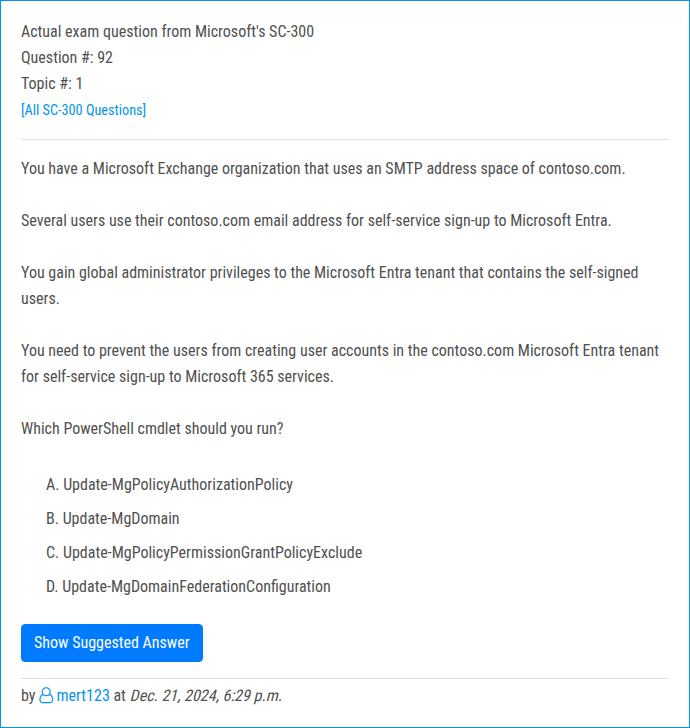 Actual exam question from Microsoft's SC-300
Question #: 92
Topic #: 1
[All SC-300 Questions]
You have a Microsoft Exchange organization that uses an SMTP address space of contoso.com.
Several users use their contoso.com email address for self-service sign-up to Microsoft Entra.
You gain global administrator privileges to the Microsoft Entra tenant that contains the self-signed
users.
You need to prevent the users from creating user accounts in the contoso.com Microsoft Entra tenant
for self-service sign-up to Microsoft 365 services.
Which PowerShell cmdlet should you run?
A. Update-MgPolicyAuthorizationPolicy
B. Update-MgDomain
C. Update-MgPolicyPermissionGrantPolicyExclude
D. Update-MgDomainFederationConfiguration
Show Suggested Answer
by mert123 at Dec. 21, 2024, 6:29 p.m.